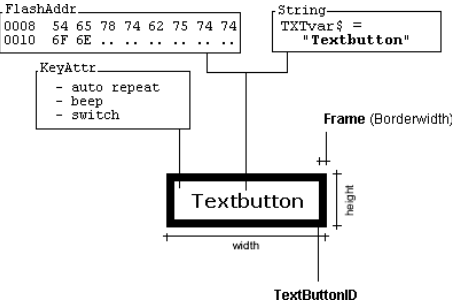 FlashAddr.
0008 54 65 78 74 62 75 74 74
0010 6F 6E .. .. .. .. .. ..
String
TXTvar$ =
"Textbutton"
KeyAttr.
- auto repeat
- beep
- switch
Frame (Borderwidth)
Textbutton
height
width
TextButtonID